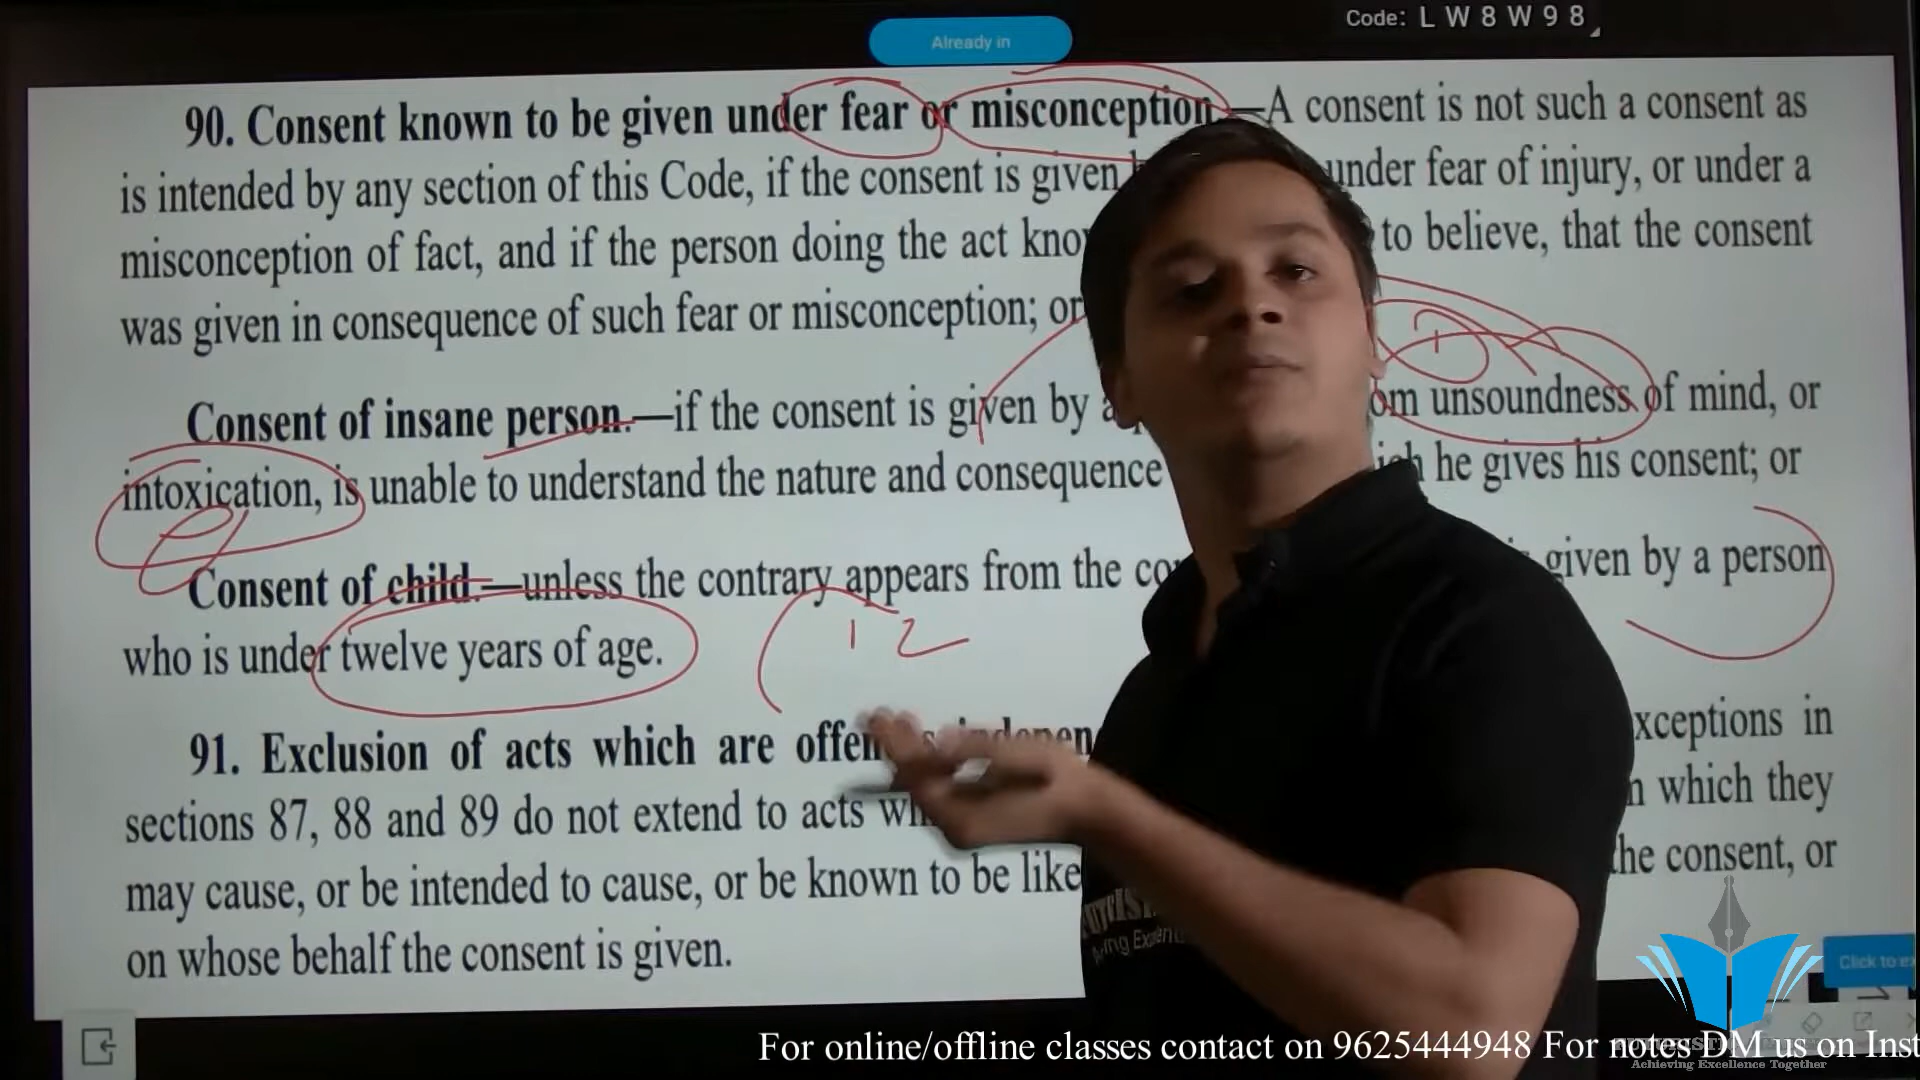 Code: LW8W98
Already in
90. Consent known to be given under fear or misconception.—A consent is not such a consent as
is intended by any section of this Code, if the consent is given under fear of injury, or under a
misconception of fact, and if the person doing the act to believe, that the consent
was given in consequence of such fear or misconception; or
Consent of insane person.—if the consent is given by unsoundness of mind, or
intoxication, is unable to understand the nature and consequence he gives his consent; or
Consent of child.—unless the contrary appears from the given by a person
who is under twelve years of age.
12
91. Exclusion of acts which are
sections 87, 88 and 89 do not extend to acts in which they
may cause, or be intended to cause, or be known to be the consent, or
on whose behalf the consent is given.
Click to
For online/offline classes contact on 9625444948 For notes DM us on
Achieving Excellence Together